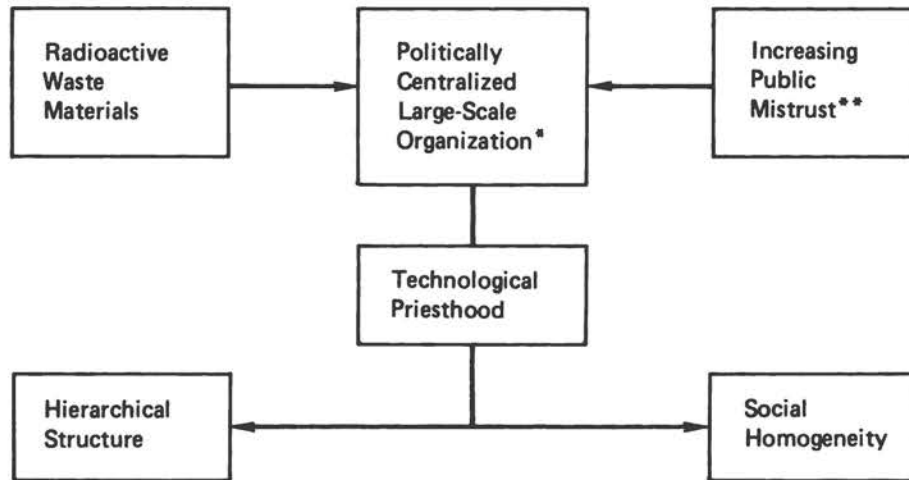 Radioactive
Waste
Materials
Politically
Centralized
Large-Scale
Organization*
Increasing
Public
Mistrust**
Technological
Priesthood
Hierarchical
Structure
Social
Homogeneity